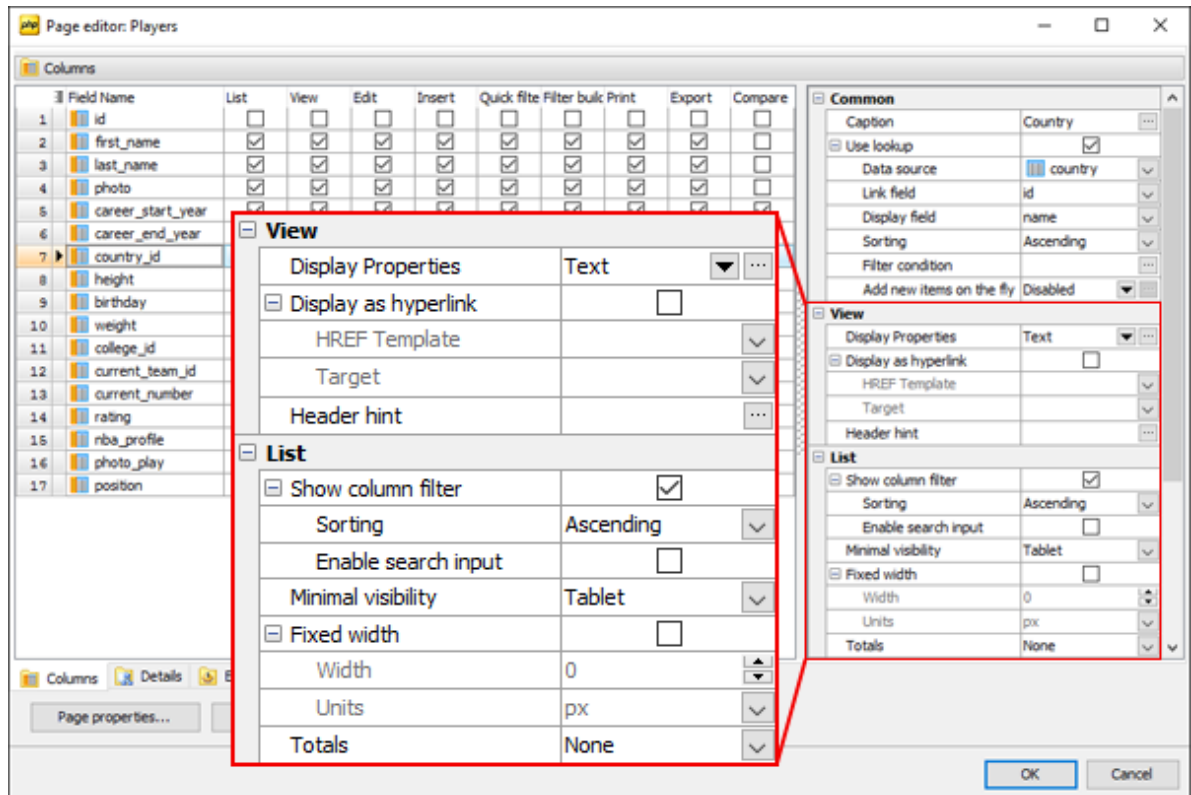 php Page editor: Players
Columns
Field Name List View Edit Insert Quick filte Filter builc Print Export Compare
1 id
2 first_name
3 last_name
4 photo
5 career_start_year
6 career_end_year
7 country_id
8 height
9 birthday
10 weight
11 college_id
12 current_team_id
13 current_number
14 rating
15 nba_profile
16 photo_play
17 position
View
Display Properties Text
Display as hyperlink
HREF Template
Target
Header hint
List
Show column filter
Sorting Ascending
Enable search input
Minimal visibility Tablet
Fixed width
Width 0
Units px
Totals None
Common
Caption Country
Use lookup
Data source country
Link field id
Display field name
Sorting Ascending
Filter condition
Add new items on the fly Disabled
View
Display Properties Text
Display as hyperlink
HREF Template
Target
Header hint
List
Show column filter
Sorting Ascending
Enable search input
Minimal visibility Tablet
Fixed width
Width 0
Units px
Totals None
Columns Details E
Page properties...
OK Cancel